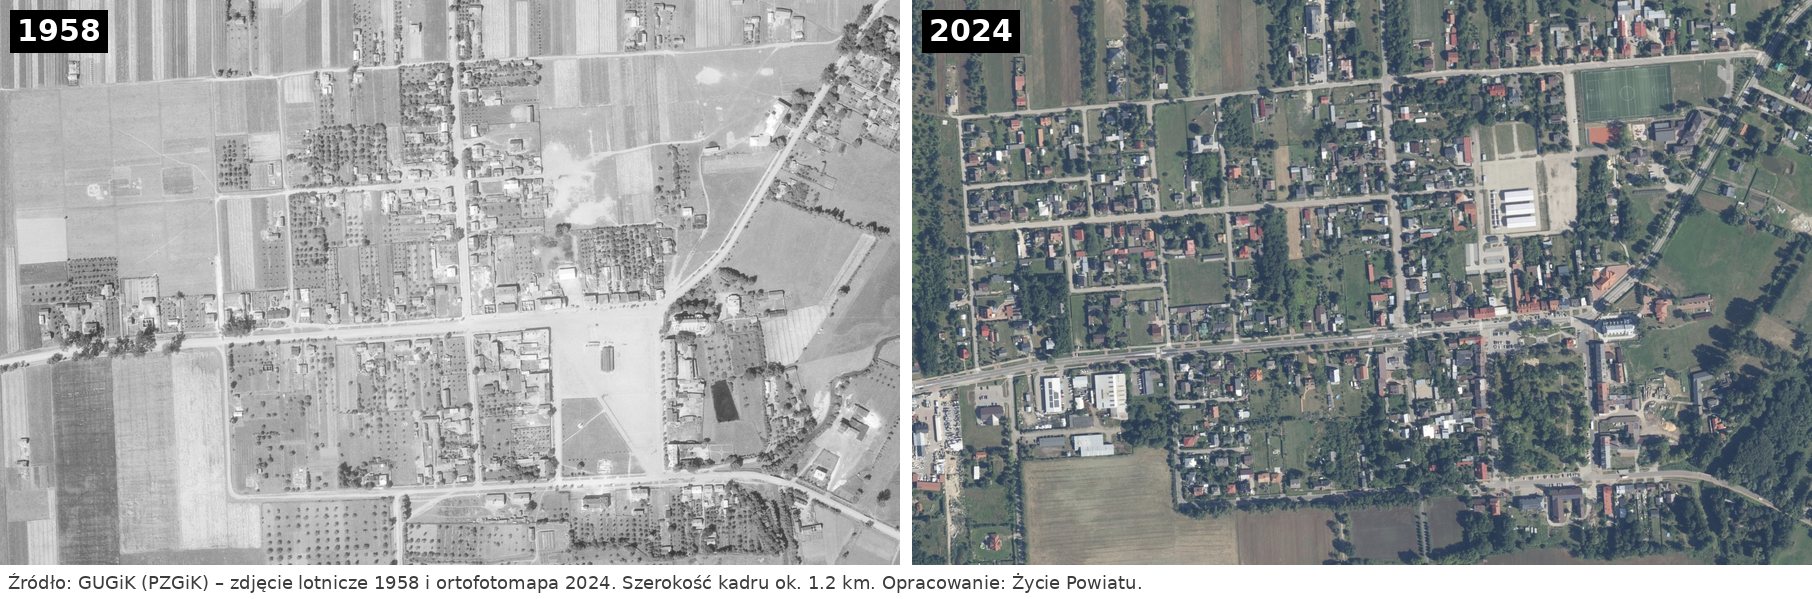 1958
2024
Źródło: GUGiK (PZGiK) – zdjęcie lotnicze 1958 i ortofotomapa 2024. Szerokość kadru ok. 1.2 km. Opracowanie: Życie Powiatu.